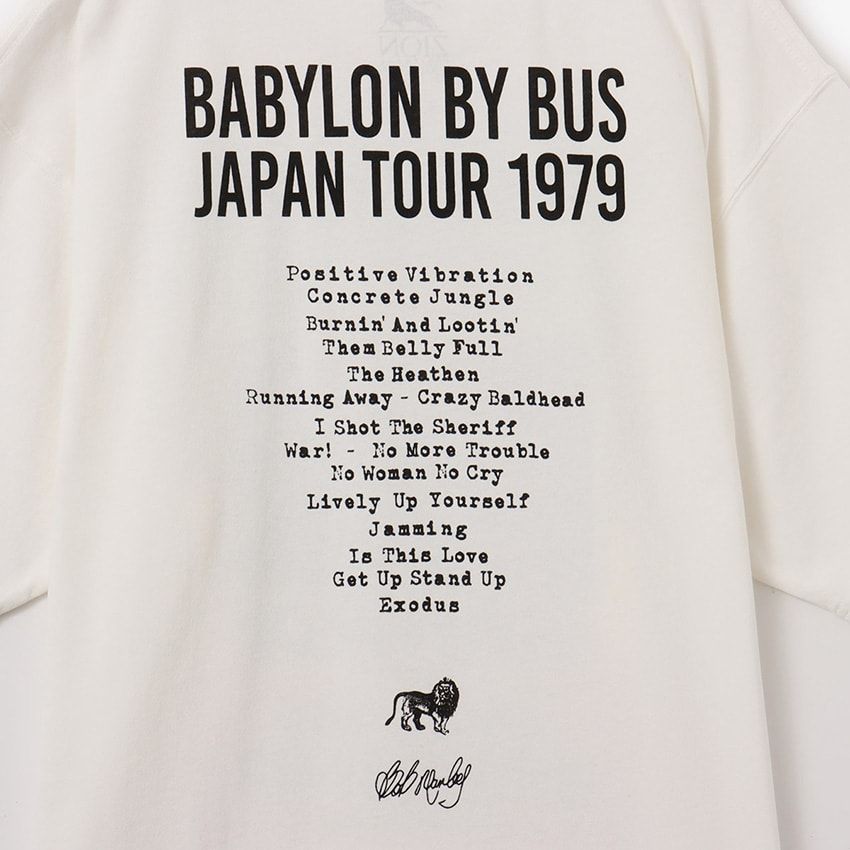 BABYLON BY BUS
JAPAN TOUR 1979
Positive Vibration
Concrete Jungle
Burnin' And Lootin'
Them Belly Full
The Heathen
Running Away - Crazy Baldhead
I Shot The Sheriff
War! - No More Trouble
No Woman No Cry
Lively Up Yourself
Jamming
Is This Love
Get Up Stand Up
Exodus
Bob Marley